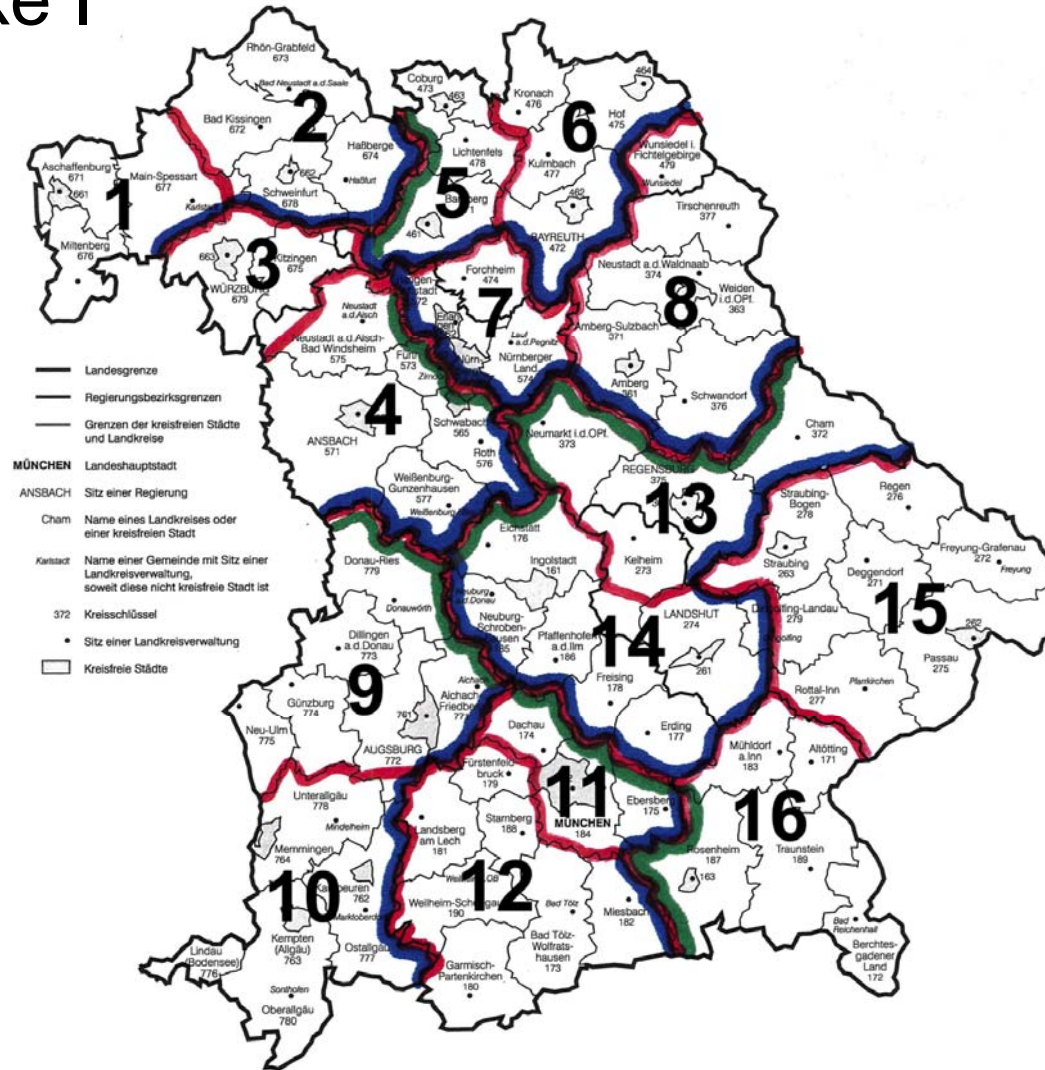 Rhön-Grabfeld
673
Bad Neustadt a.d.Saale
2
Bad Kissingen
672
Haßberge
674
Haßfurt
662
Schweinfurt
678
Aschaffenburg
671
661
Main-Spessart
677
1
Miltenberg
676
663
3
Kitzingen
675
WÜRZBURG
679
Coburg
473
463
Kronach
476
464
6
Hof
475
Lichtenfels
478
Kulmbach
477
5
461
462
BAYREUTH
472
Wunsiedel i.
Fichtelgebirge
479
Wunsiedel
Tirschenreuth
377
Neustadt a.d.Waldnaab
374
8
Weiden
i.d.OPf.
363
Forchheim
474
7
Lauf
a.d.Pegnitz
Nürnberger
Land
574
Amberg-Sulzbach
371
Amberg
361
Schwandorf
376
Neustadt
a.d.Aisch
Neustadt a.d.Aisch-
Bad Windsheim
575
Fürth
573
4
ANSBACH
571
Schwabach
565
Roth
576
Weißenburg-
Gunzenhausen
577
Neumarkt i.d.OPf.
373
Cham
372
REGENSBURG
375
13
Kelheim
273
Straubing-
Bogen
278
Straubing
263
Regen
276
Freyung-Grafenau
272
Freyung
Deggendorf
271
15
262
Passau
275
Dingolfing-Landau
279
Dingolfing
Rottal-Inn
277
Pfarrkirchen
Landesgrenze
Regierungsbezirksgrenzen
Grenzen der kreisfreien Städte
und Landkreise
MÜNCHEN Landeshauptstadt
ANSBACH Sitz einer Regierung
Cham Name eines Landkreises oder
einer kreisfreien Stadt
Karlstadt Name einer Gemeinde mit Sitz einer
Landkreisverwaltung,
soweit diese nicht kreisfreie Stadt ist
372 Kreisschlüssel
Sitz einer Landkreisverwaltung
Kreisfreie Städte
Donau-Ries
779
Donauwörth
Eichstätt
176
Ingolstadt
161
Neuburg
a.d.Donau
Pfaffenhofen
a.d.Ilm
186
14
LANDSHUT
274
261
Freising
178
Erding
177
Dillingen
a.d.Donau
773
9
Günzburg
774
Neu-Ulm
775
761
AUGSBURG
772
Aichach
Dachau
174
Fürstenfeld-
bruck
179
11
MÜNCHEN
184
Ebersberg
175
Mühldorf
a.Inn
183
Altötting
171
16
Rosenheim
187
163
Traunstein
189
Bad
Reichenhall
Berchtes-
gadener
Land
172
Unterallgäu
778
Mindelheim
Memmingen
764
10
762
Kempten
(Allgäu)
763
Ostallgäu
777
Lindau
(Bodensee)
776
Sonthofen
Oberallgäu
780
Landsberg
am Lech
181
Starnberg
188
12
190
Bad Tölz
Bad Tölz-
Wolfrats-
hausen
173
Miesbach
182
Garmisch-
Partenkirchen
180